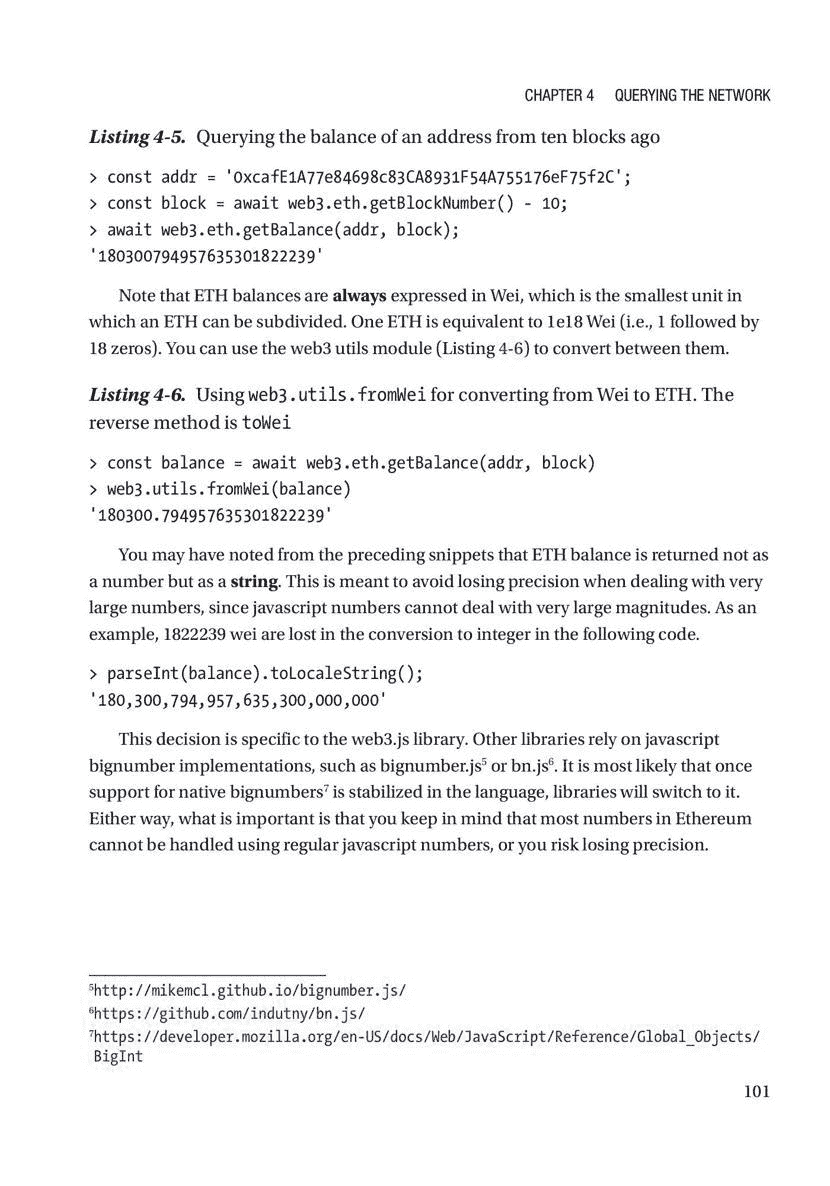 CHAPTER 4 QUERYING THE NETWORK
Listing 4-5. Querying the balance of an address from ten blocks ago
> const addr = '0xcafE1A77e84698c83CA8931F54A755176eF75f2C';
> const block = await web3.eth.getBlockNumber() - 10;
> await web3.eth.getBalance(addr, block);
'180300794957635301822239'
Note that ETH balances are always expressed in Wei, which is the smallest unit in
which an ETH can be subdivided. One ETH is equivalent to 1e18 Wei (i.e., 1 followed by
18 zeros). You can use the web3 utils module (Listing 4-6) to convert between them.
Listing 4-6. Using web3.utils.fromWei for converting from Wei to ETH. The
reverse method is toWei
> const balance = await web3.eth.getBalance(addr, block)
> web3.utils.fromWei(balance)
'180300.794957635301822239'
You may have noted from the preceding snippets that ETH balance is returned not as
a number but as a string. This is meant to avoid losing precision when dealing with very
large numbers, since javascript numbers cannot deal with very large magnitudes. As an
example, 1822239 wei are lost in the conversion to integer in the following code.
> parseInt(balance).toLocaleString();
'180,300,794,957,635,300,000,000'
This decision is specific to the web3.js library. Other libraries rely on javascript
bignumber implementations, such as bignumber.js⁵ or bn.js⁶. It is most likely that once
support for native bignumbers⁷ is stabilized in the language, libraries will switch to it.
Either way, what is important is that you keep in mind that most numbers in Ethereum
cannot be handled using regular javascript numbers, or you risk losing precision.
⁵http://mikemcl.github.io/bignumber.js/
⁶https://github.com/indutny/bn.js/
⁷https://developer.mozilla.org/en-US/docs/Web/JavaScript/Reference/Global_Objects/
BigInt
101